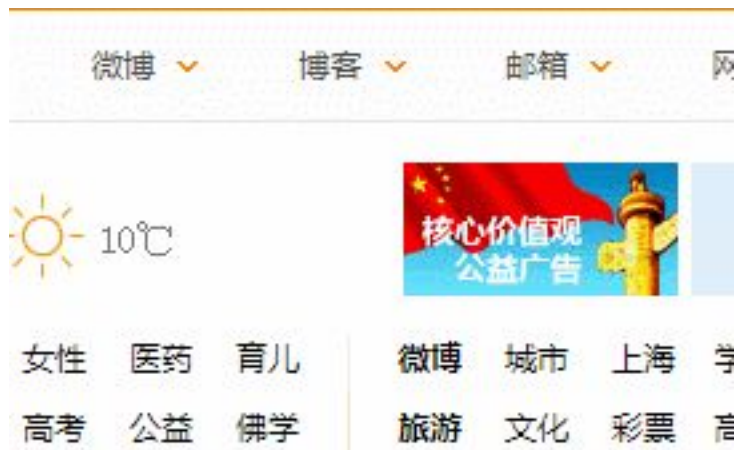 微博 博客 邮箱
10℃
核心价值观
公益广告
女性 医药 育儿 微博 城市 上海
高考 公益 佛学 旅游 文化 彩票